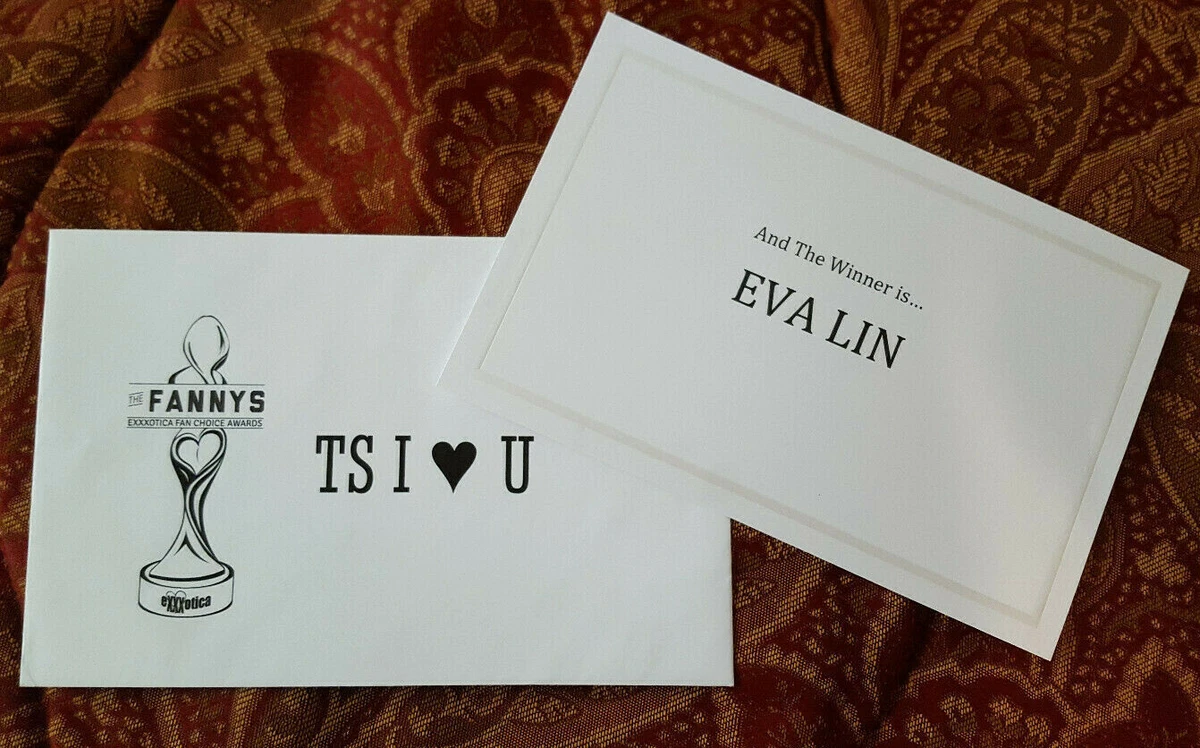 THE FANNYS
EXXXOTICA FAN CHOICE AWARDS
TS I ♥ U
eXXXotica
And The Winner is...
EVA LIN